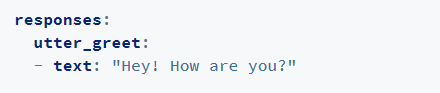 responses:
  utter_greet:
  - text: "Hey! How are you?"